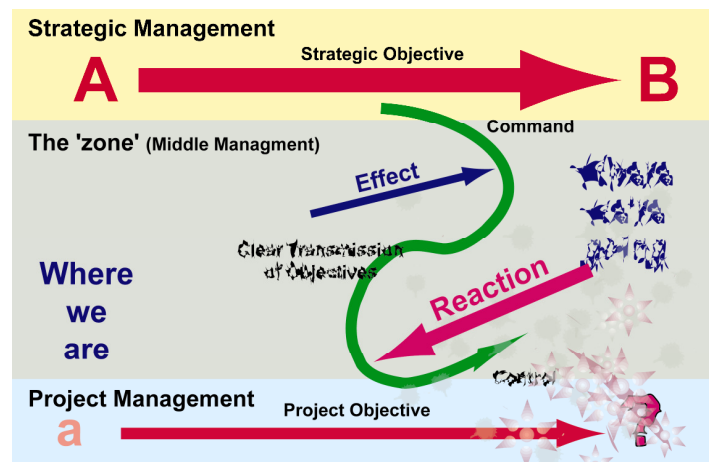 Strategic Management
Strategic Objective
A
B
Command
The 'zone' (Middle Managment)
Effect
Clear Transmission
of Objectives
Where
we
are
Reaction
Control
Project Management
Project Objective
a